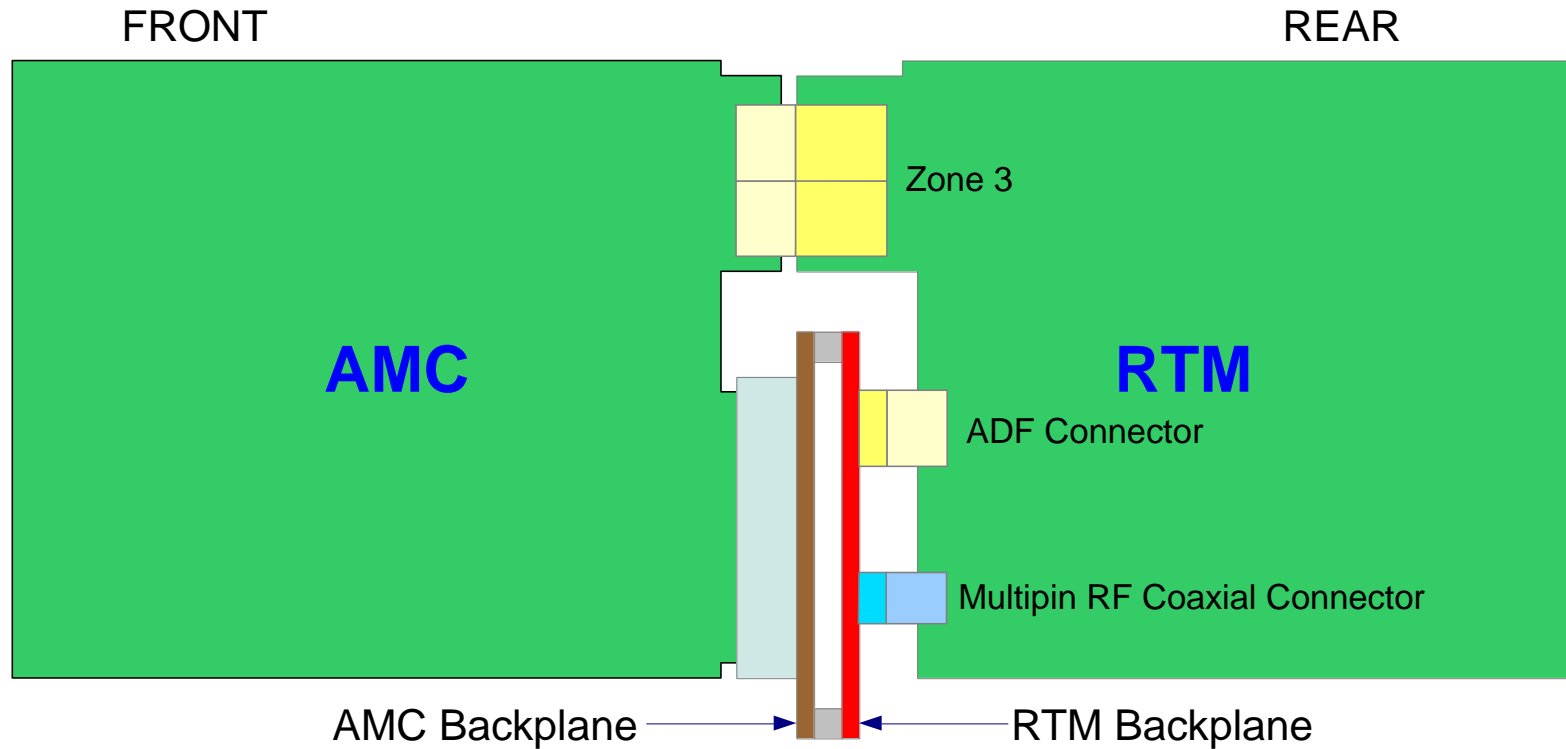 FRONT
REAR
Zone 3
AMC
RTM
ADF Connector
Multipin RF Coaxial Connector
AMC Backplane
RTM Backplane